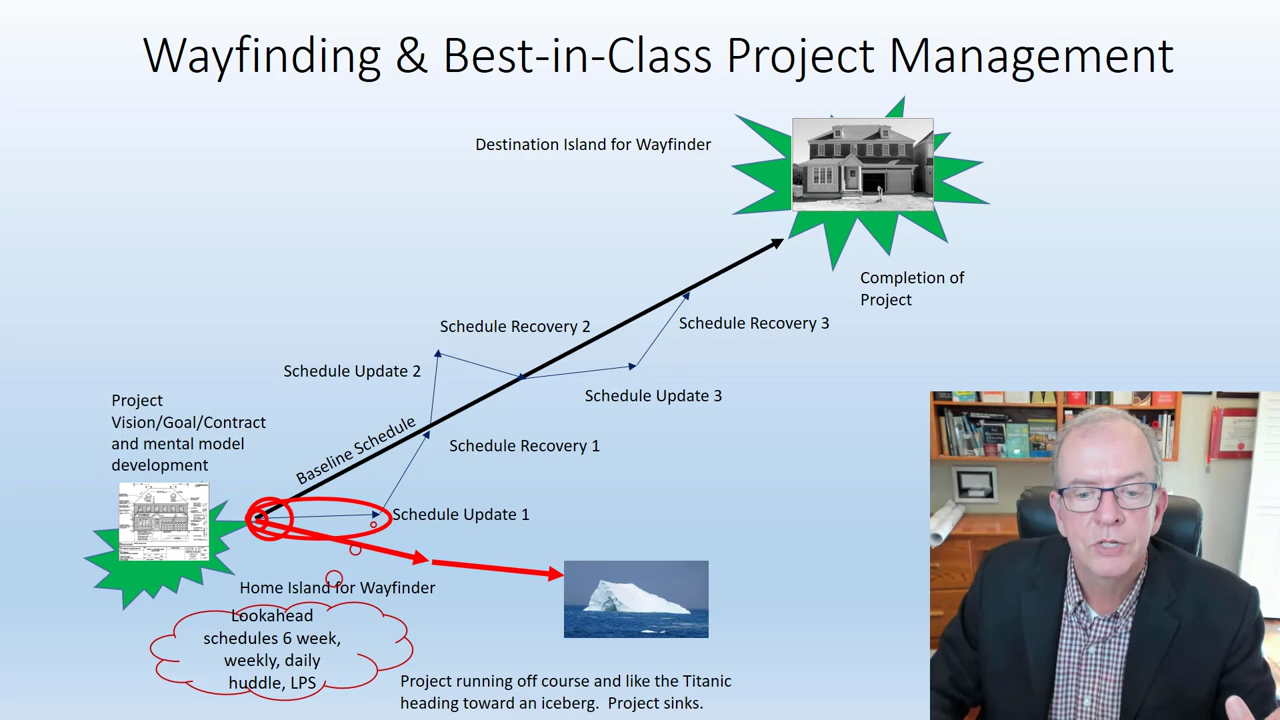 Wayfinding & Best-in-Class Project Management
Destination Island for Wayfinder
Completion of
Project
Schedule Recovery 2
Schedule Recovery 3
Schedule Update 2
Schedule Update 3
Project
Vision/Goal/Contract
and mental model
development
Baseline Schedule
Schedule Recovery 1
Schedule Update 1
Home Island for Wayfinder
Lookahead
schedules 6 week,
weekly, daily
huddle, LPS
Project running off course and like the Titanic
heading toward an iceberg.  Project sinks.